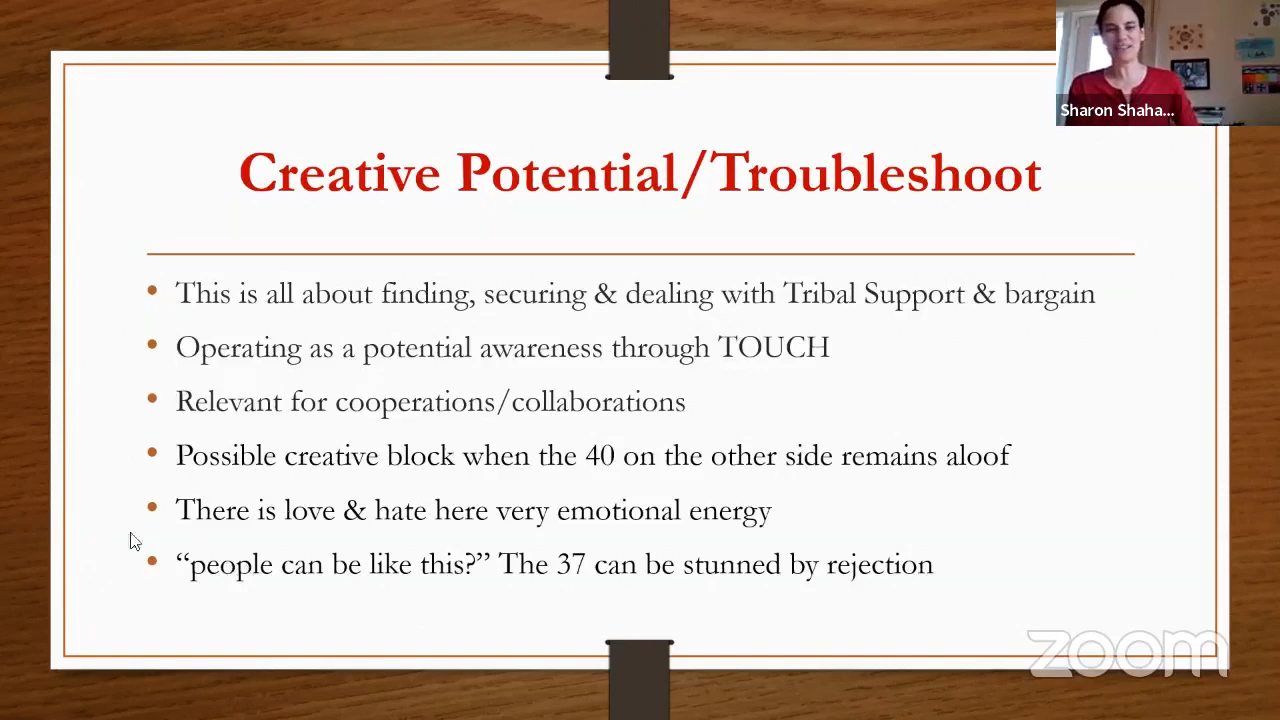 Sharon Shaha...
Creative Potential/Troubleshoot
• This is all about finding, securing & dealing with Tribal Support & bargain
• Operating as a potential awareness through TOUCH
• Relevant for cooperations/collaborations
• Possible creative block when the 40 on the other side remains aloof
• There is love & hate here very emotional energy
• “people can be like this?” The 37 can be stunned by rejection
zoom